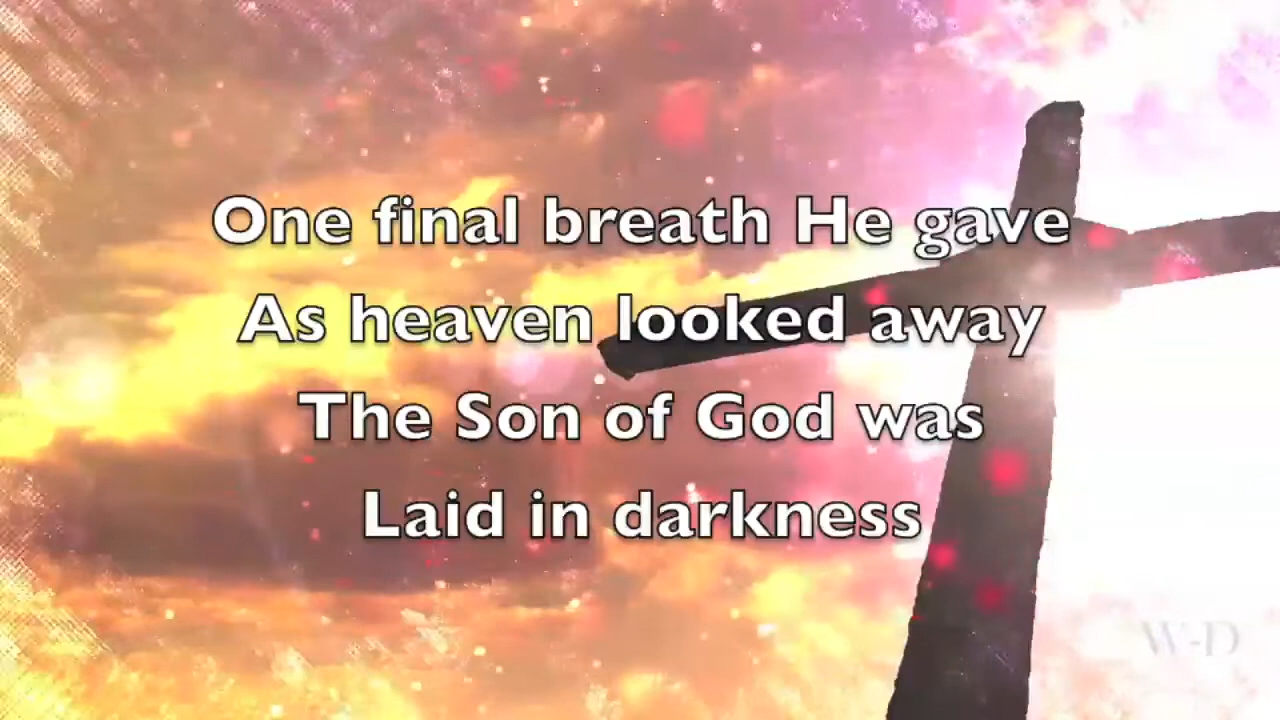 One final breath He gave
As heaven looked away
The Son of God was
Laid in darkness
W-D